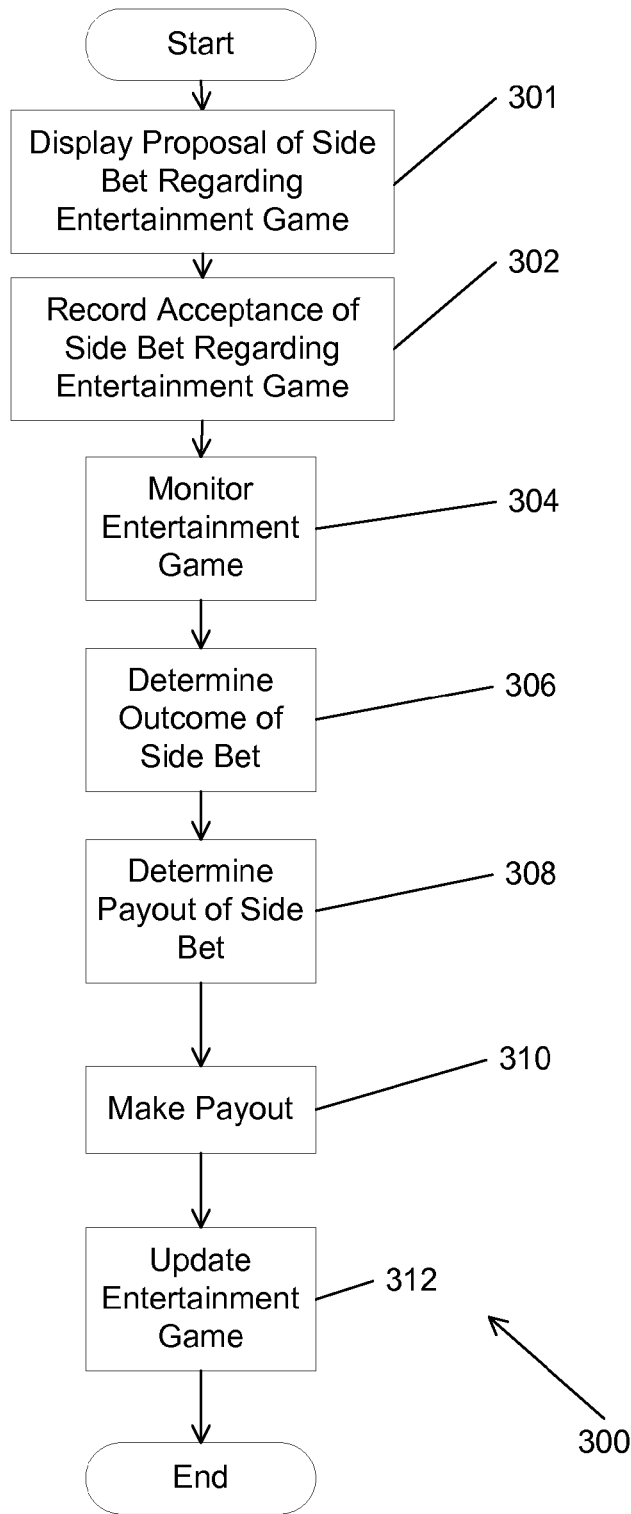 Start
301
Display Proposal of Side
Bet Regarding
Entertainment Game
302
Record Acceptance of
Side Bet Regarding
Entertainment Game
304
Monitor
Entertainment
Game
306
Determine
Outcome of
Side Bet
308
Determine
Payout of Side
Bet
310
Make Payout
312
Update
Entertainment
Game
300
End